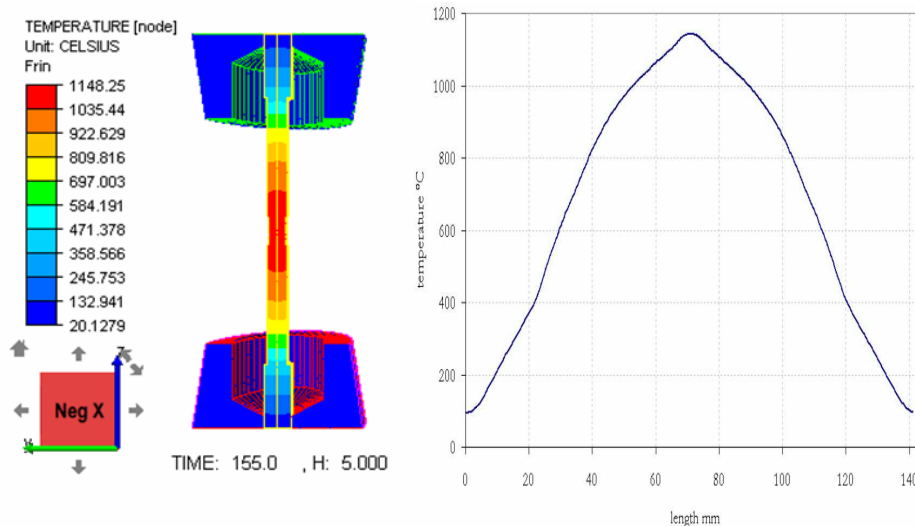 TEMPERATURE [node]
Unit: CELSIUS
Frin
1148.25
1035.44
922.629
809.816
697.003
584.191
471.378
358.566
245.753
132.941
20.1279
Neg X
TIME: 155.0 , H: 5.000
1200
1000
800
600
400
200
0
temperature °C
0 20 40 60 80 100 120 140
length mm